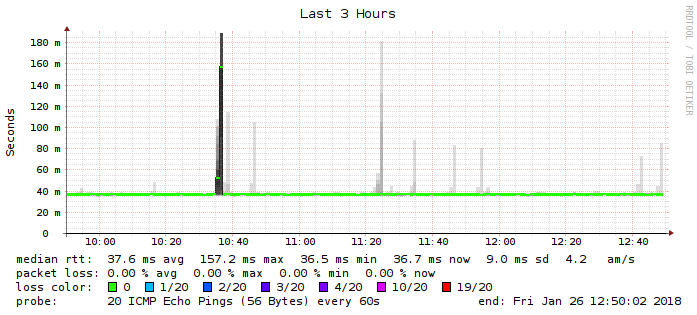 Last 3 Hours
RRDTOOL / TOBI OETIKER
Seconds
180 m
160 m
140 m
120 m
100 m
80 m
60 m
40 m
20 m
0
10:00 10:20 10:40 11:00 11:20 11:40 12:00 12:20 12:40
median rtt: 37.6 ms avg 157.2 ms max 36.5 ms min 36.7 ms now 9.0 ms sd 4.2 am/s
packet loss: 0.00 % avg 0.00 % max 0.00 % min 0.00 % now
loss color: 0 1/20 2/20 3/20 4/20 10/20 19/20
probe: 20 ICMP Echo Pings (56 Bytes) every 60s end: Fri Jan 26 12:50:02 2018